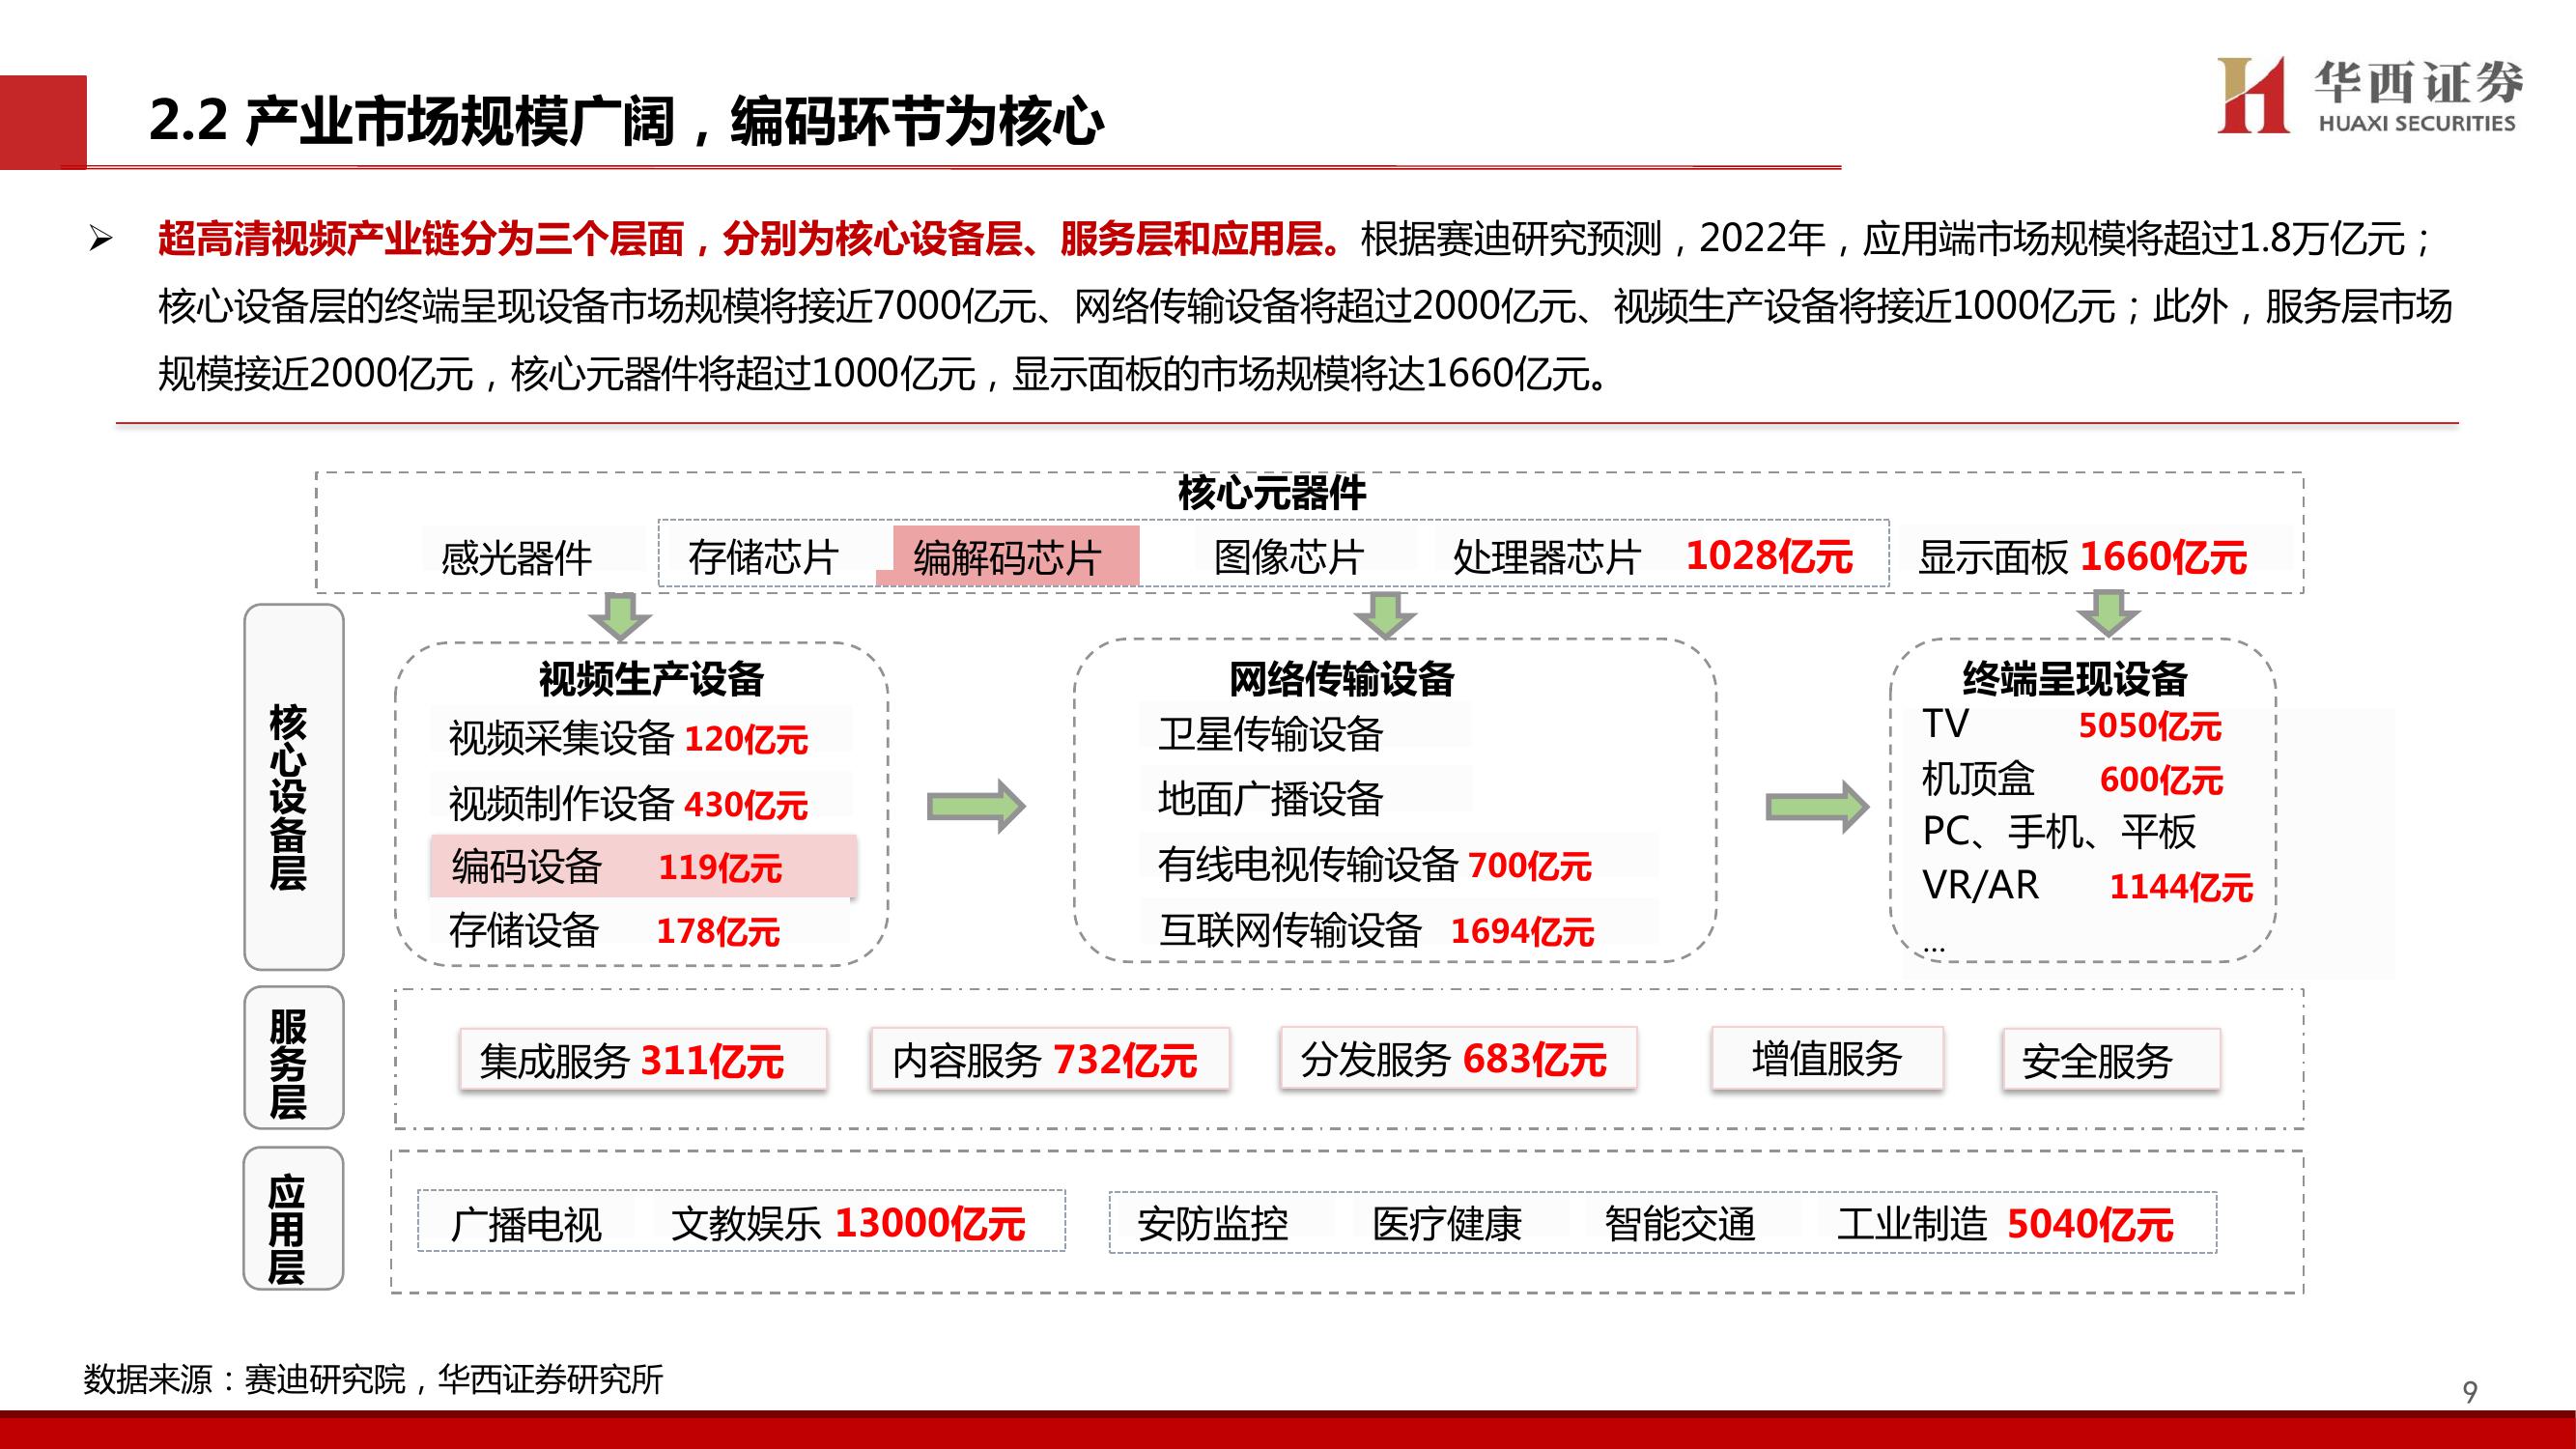 2.2 产业市场规模广阔，编码环节为核心
华西证券
HUAXI SECURITIES
➢ 超高清视频产业链分为三个层面，分别为核心设备层、服务层和应用层。根据赛迪研究预测，2022年，应用端市场规模将超过1.8万亿元；
核心设备层的终端呈现设备市场规模将接近7000亿元、网络传输设备将超过2000亿元、视频生产设备将接近1000亿元；此外，服务层市场
规模接近2000亿元，核心元器件将超过1000亿元，显示面板的市场规模将达1660亿元。
核心元器件
感光器件 存储芯片 编解码芯片 图像芯片 处理器芯片 1028亿元 显示面板 1660亿元
核心设备层
视频生产设备
视频采集设备 120亿元
视频制作设备 430亿元
编码设备 119亿元
存储设备 178亿元
网络传输设备
卫星传输设备
地面广播设备
有线电视传输设备 700亿元
互联网传输设备 1694亿元
终端呈现设备
TV 5050亿元
机顶盒 600亿元
PC、手机、平板
VR/AR 1144亿元
...
服务层
集成服务 311亿元 内容服务 732亿元 分发服务 683亿元 增值服务 安全服务
应用层
广播电视 文教娱乐 13000亿元 安防监控 医疗健康 智能交通 工业制造 5040亿元
数据来源：赛迪研究院，华西证券研究所
9